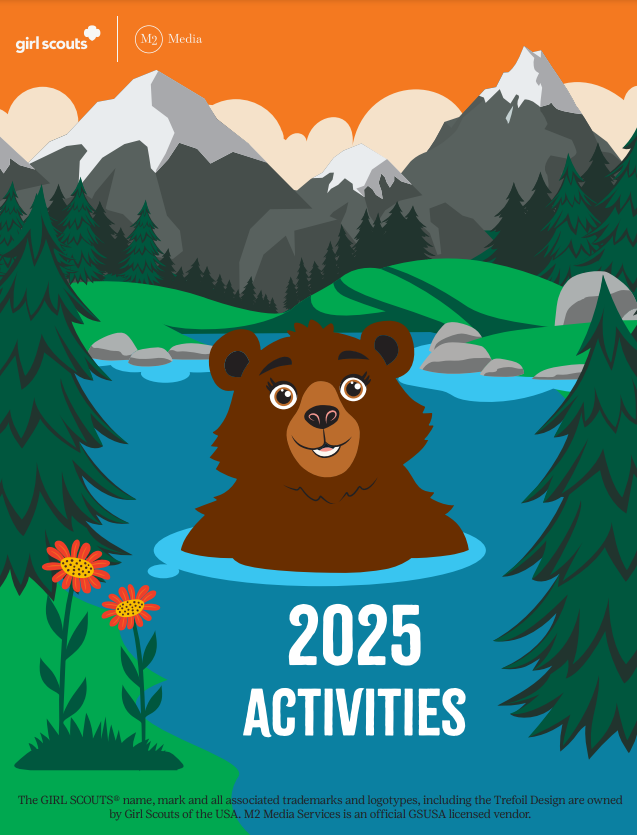 girl scouts
M2 Media
2025
ACTIVITIES
The GIRL SCOUTS® name, mark and all associated trademarks and logotypes, including the Trefoil Design are owned
by Girl Scouts of the USA. M2 Media Services is an official GSUSA licensed vendor.